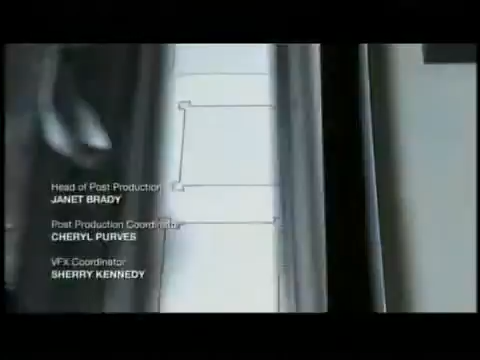 Head of Post Production
JANET BRADY
Post Production Coordinator
CHERYL PURVES
VFX Coordinator
SHERRY KENNEDY